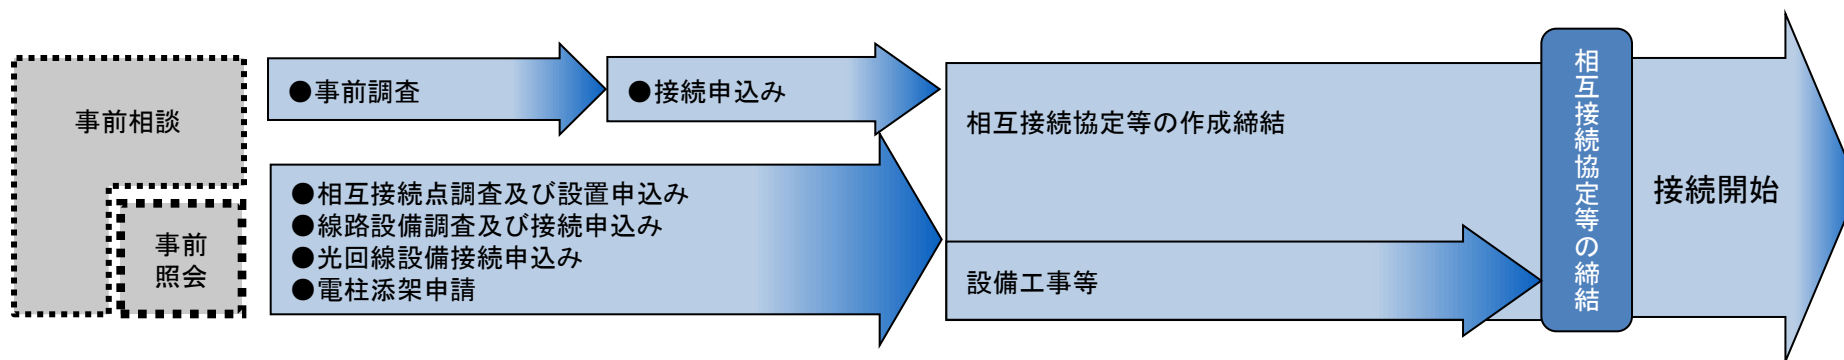 事前相談
事前
照会
●事前調査
●接続申込み
●相互接続点調査及び設置申込み
●線路設備調査及び接続申込み
●光回線設備接続申込み
●電柱添架申請
相互接続協定等の作成締結
設備工事等
相互接続協定等の締結
接続開始